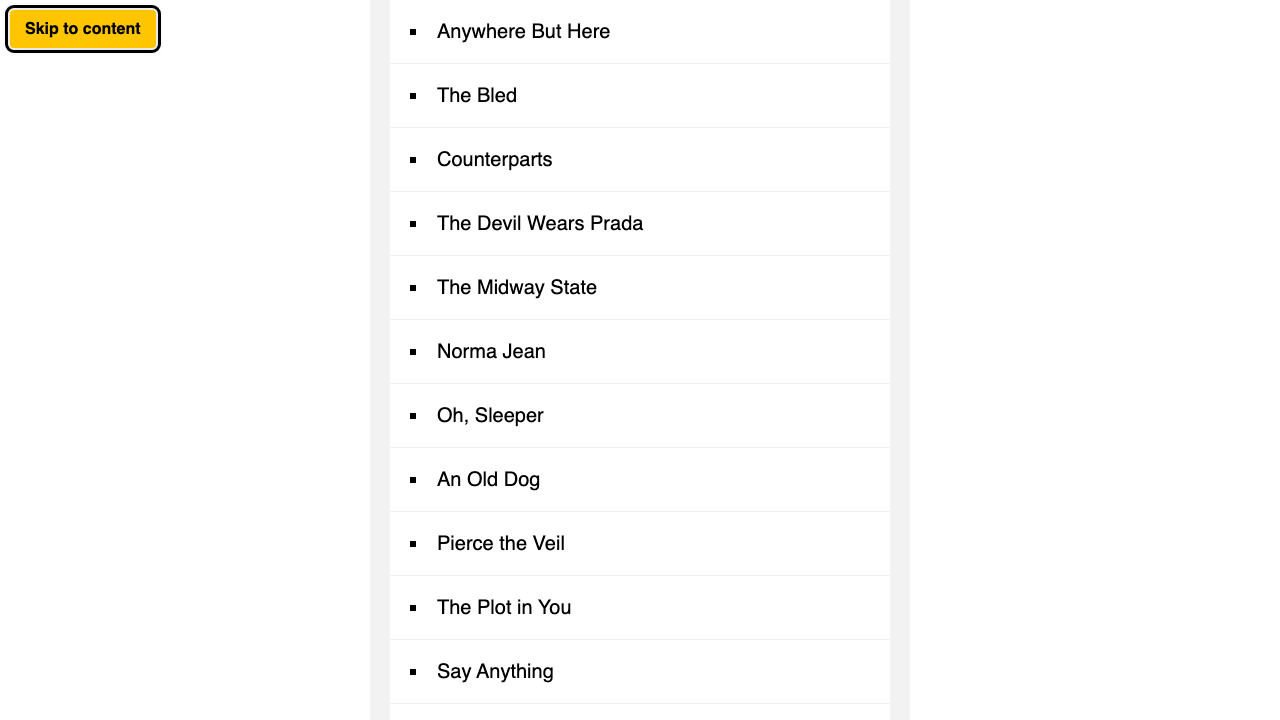 Skip to content
Anywhere But Here
The Bled
Counterparts
The Devil Wears Prada
The Midway State
Norma Jean
Oh, Sleeper
An Old Dog
Pierce the Veil
The Plot in You
Say Anything